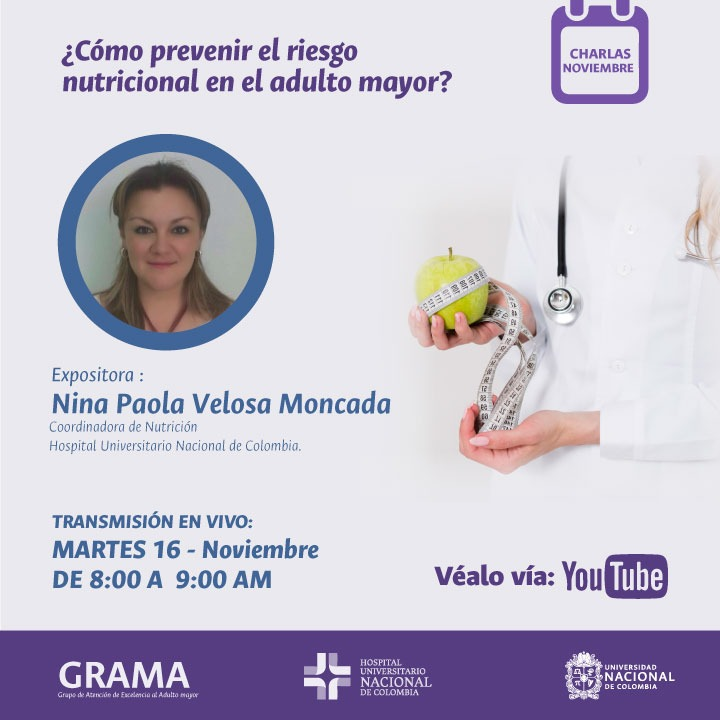 ¿Cómo prevenir el riesgo
nutricional en el adulto mayor?
CHARLAS
NOVIEMBRE
Expositora :
Nina Paola Velosa Moncada
Coordinadora de Nutrición
Hospital Universitario Nacional de Colombia.
TRANSMISIÓN EN VIVO:
MARTES 16 - Noviembre
DE 8:00 A 9:00 AM
Véalo vía: YouTube
GRAMA
Grupo de Atención de Excelencia al Adulto mayor
HOSPITAL
UNIVERSITARIO
NACIONAL
DE COLOMBIA
UNIVERSIDAD
NACIONAL
DE COLOMBIA